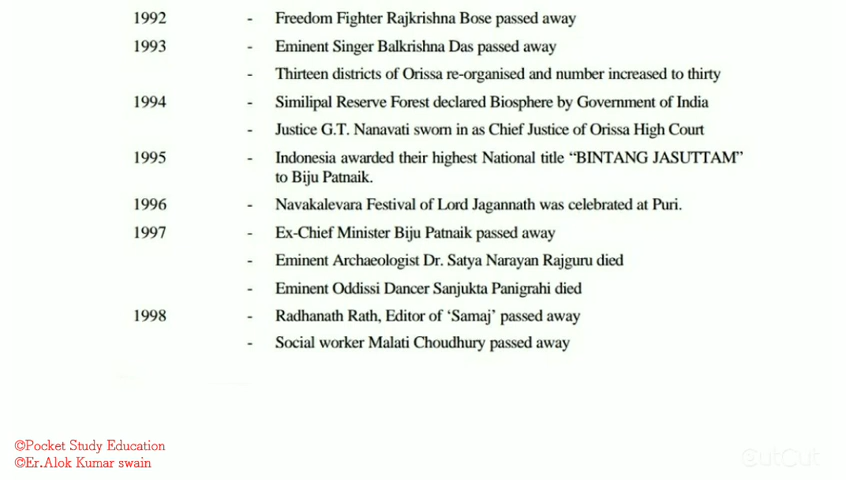 1992 - Freedom Fighter Rajkrishna Bose passed away
1993 - Eminent Singer Balkrishna Das passed away
- Thirteen districts of Orissa re-organised and number increased to thirty
1994 - Similipal Reserve Forest declared Biosphere by Government of India
- Justice G.T. Nanavati sworn in as Chief Justice of Orissa High Court
1995 - Indonesia awarded their highest National title “BINTANG JASUTTAM”
to Biju Patnaik.
1996 - Navakalevara Festival of Lord Jagannath was celebrated at Puri.
1997 - Ex-Chief Minister Biju Patnaik passed away
- Eminent Archaeologist Dr. Satya Narayan Rajguru died
- Eminent Oddissi Dancer Sanjukta Panigrahi died
1998 - Radhanath Rath, Editor of ‘Samaj’ passed away
- Social worker Malati Choudhury passed away
©Pocket Study Education
©Er.Alok Kumar swain
CutCut